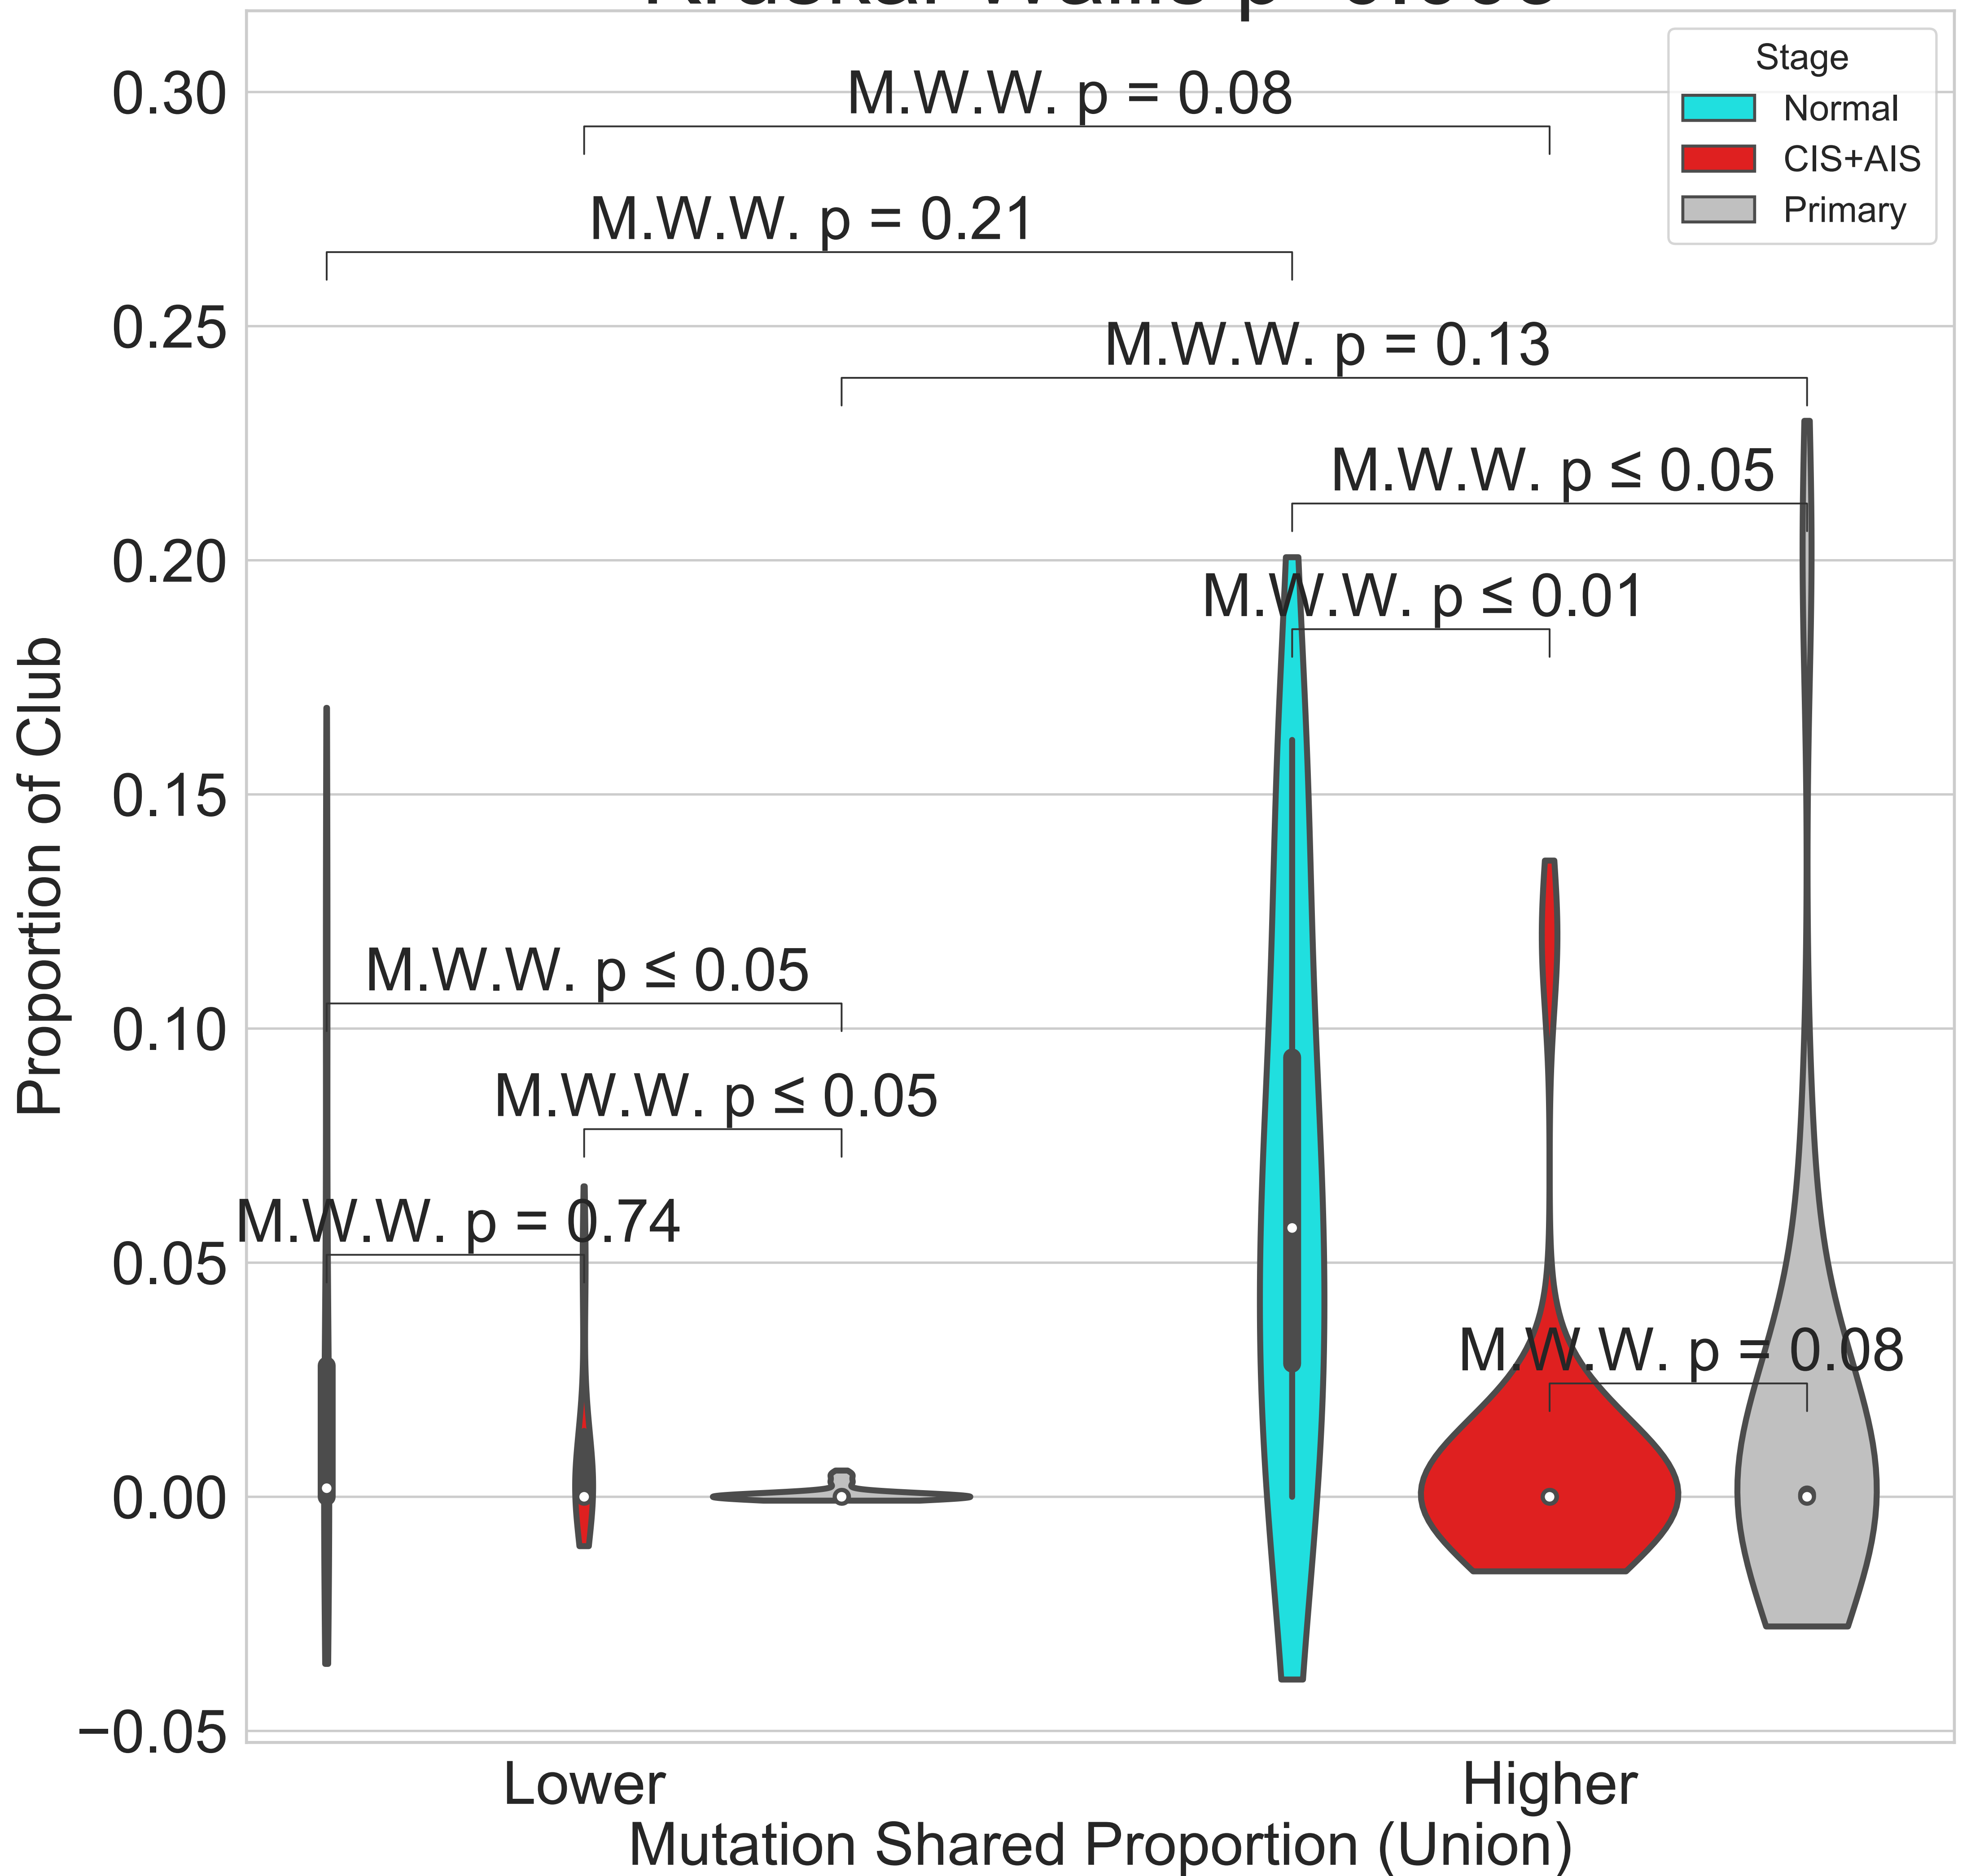 Stage
Normal
CIS+AIS
Primary
0.30
0.25
0.20
0.15
0.10
0.05
0.00
−0.05
Proportion of Club
M.W.W. p = 0.08
M.W.W. p = 0.21
M.W.W. p = 0.13
M.W.W. p ≤ 0.05
M.W.W. p ≤ 0.01
M.W.W. p ≤ 0.05
M.W.W. p ≤ 0.05
M.W.W. p = 0.74
M.W.W. p = 0.08
Lower
Higher
Mutation Shared Proportion (Union)